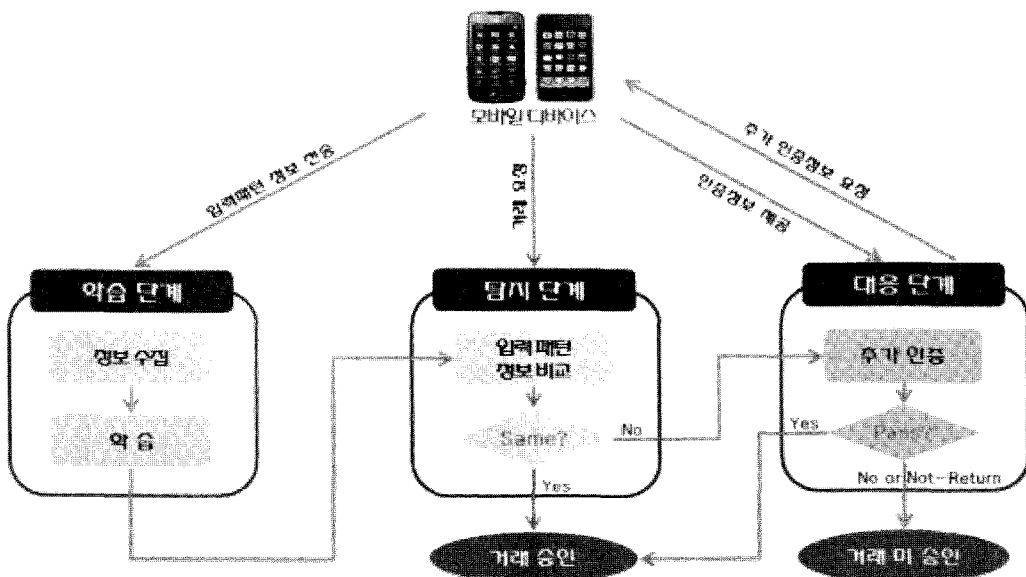 모바일 디바이스
입력패턴 정보 전송
거래 요청
인증정보 제공
추가 인증정보 요청
학습 단계
정보 수집
학 습
탐지 단계
입력 패턴
정보 비교
Same?
No
Yes
거래 승인
대응 단계
추가 인증
Pass?
Yes
No or Not-Return
거래 미 승인